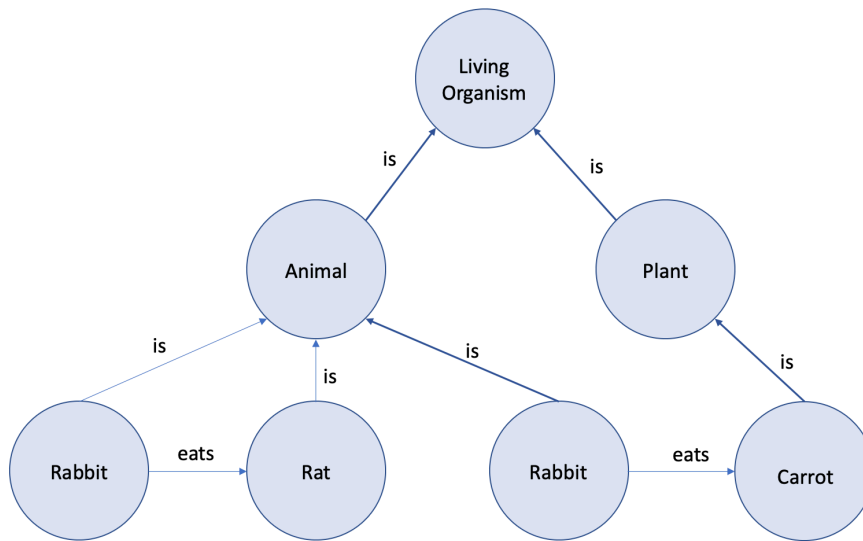 Living
Organism
is
is
Animal
Plant
is
is
is
is
Rabbit
eats
Rat
Rabbit
eats
Carrot